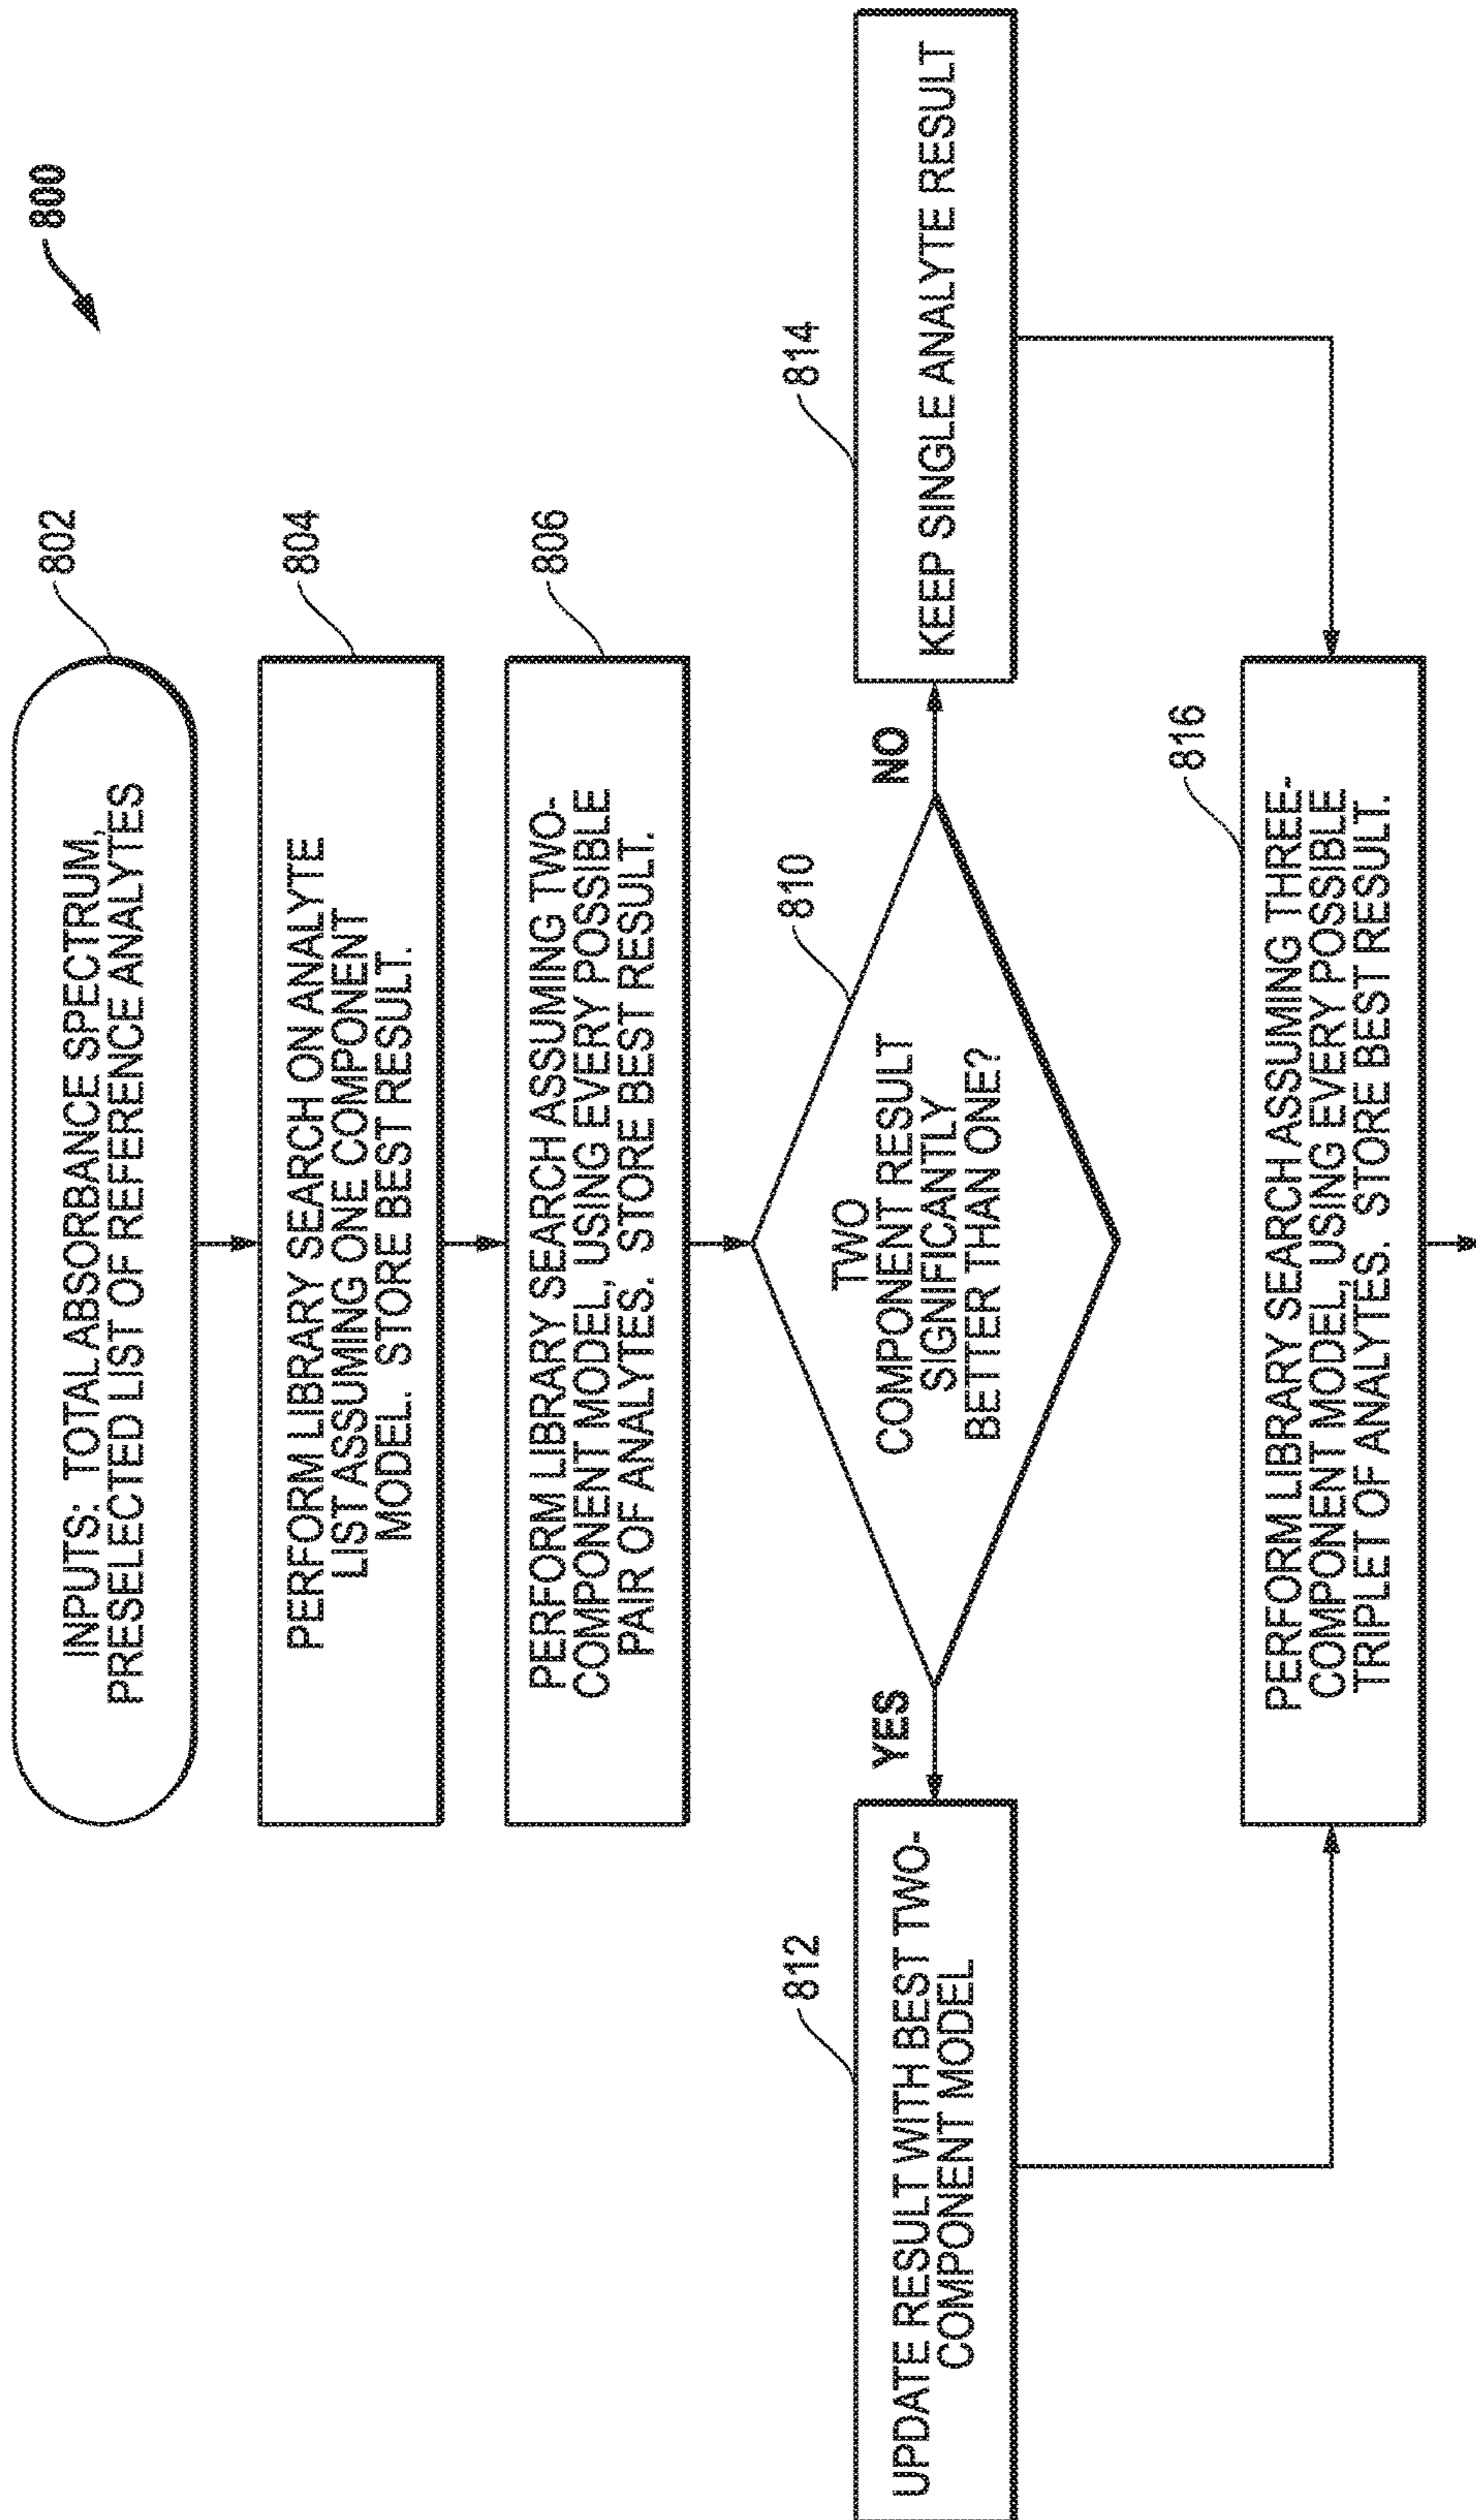 800
802
INPUTS: TOTAL ABSORBANCE SPECTRUM,
PRESELECTED LIST OF REFERENCE ANALYTES
804
PERFORM LIBRARY SEARCH ON ANALYTE
LIST ASSUMING ONE COMPONENT
MODEL. STORE BEST RESULT.
806
PERFORM LIBRARY SEARCH ASSUMING TWO-
COMPONENT MODEL, USING EVERY POSSIBLE
PAIR OF ANALYTES. STORE BEST RESULT.
810
TWO
COMPONENT RESULT
SIGNIFICANTLY
BETTER THAN ONE?
YES
NO
812
UPDATE RESULT WITH BEST TWO-
COMPONENT MODEL
814
KEEP SINGLE ANALYTE RESULT
816
PERFORM LIBRARY SEARCH ASSUMING THREE-
COMPONENT MODEL, USING EVERY POSSIBLE
TRIPLET OF ANALYTES. STORE BEST RESULT.